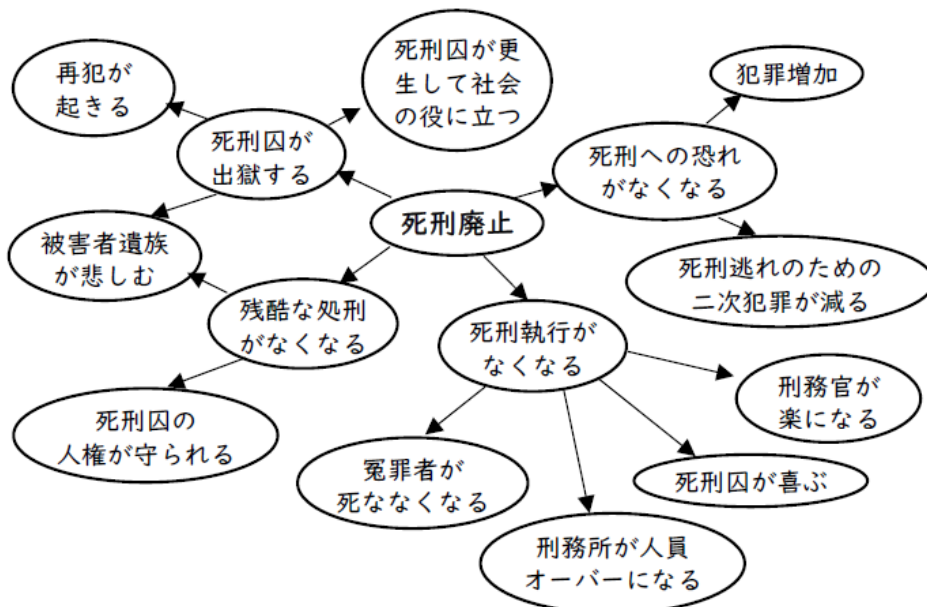 再犯が
起きる
死刑囚が更
生して社会
の役に立つ
犯罪増加
死刑囚が
出獄する
死刑への恐れ
がなくなる
死刑廃止
被害者遺族
が悲しむ
死刑逃れのための
二次犯罪が減る
残酷な処刑
がなくなる
死刑執行が
なくなる
刑務官が
楽になる
死刑囚の
人権が守られる
冤罪者が
死ななくなる
死刑囚が喜ぶ
刑務所が人員
オーバーになる